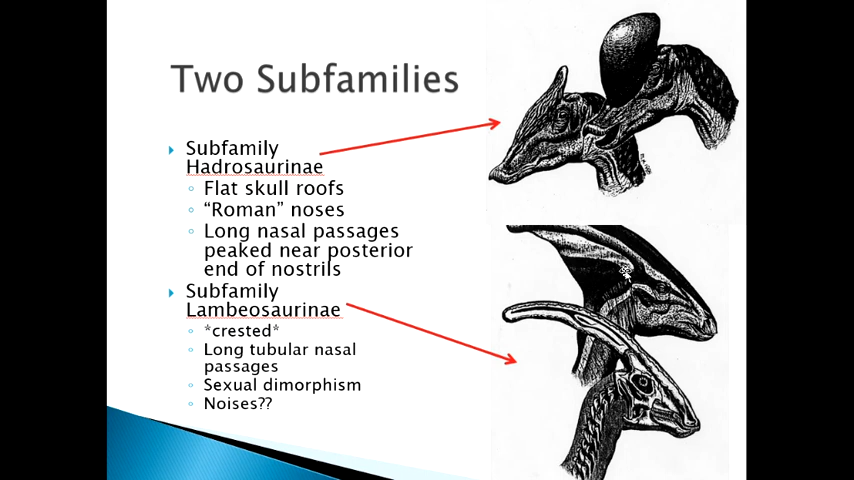 Two Subfamilies
Subfamily
Hadrosaurinae
Flat skull roofs
“Roman” noses
Long nasal passages
peaked near posterior
end of nostrils
Subfamily
Lambeosaurinae
*crested*
Long tubular nasal
passages
Sexual dimorphism
Noises??